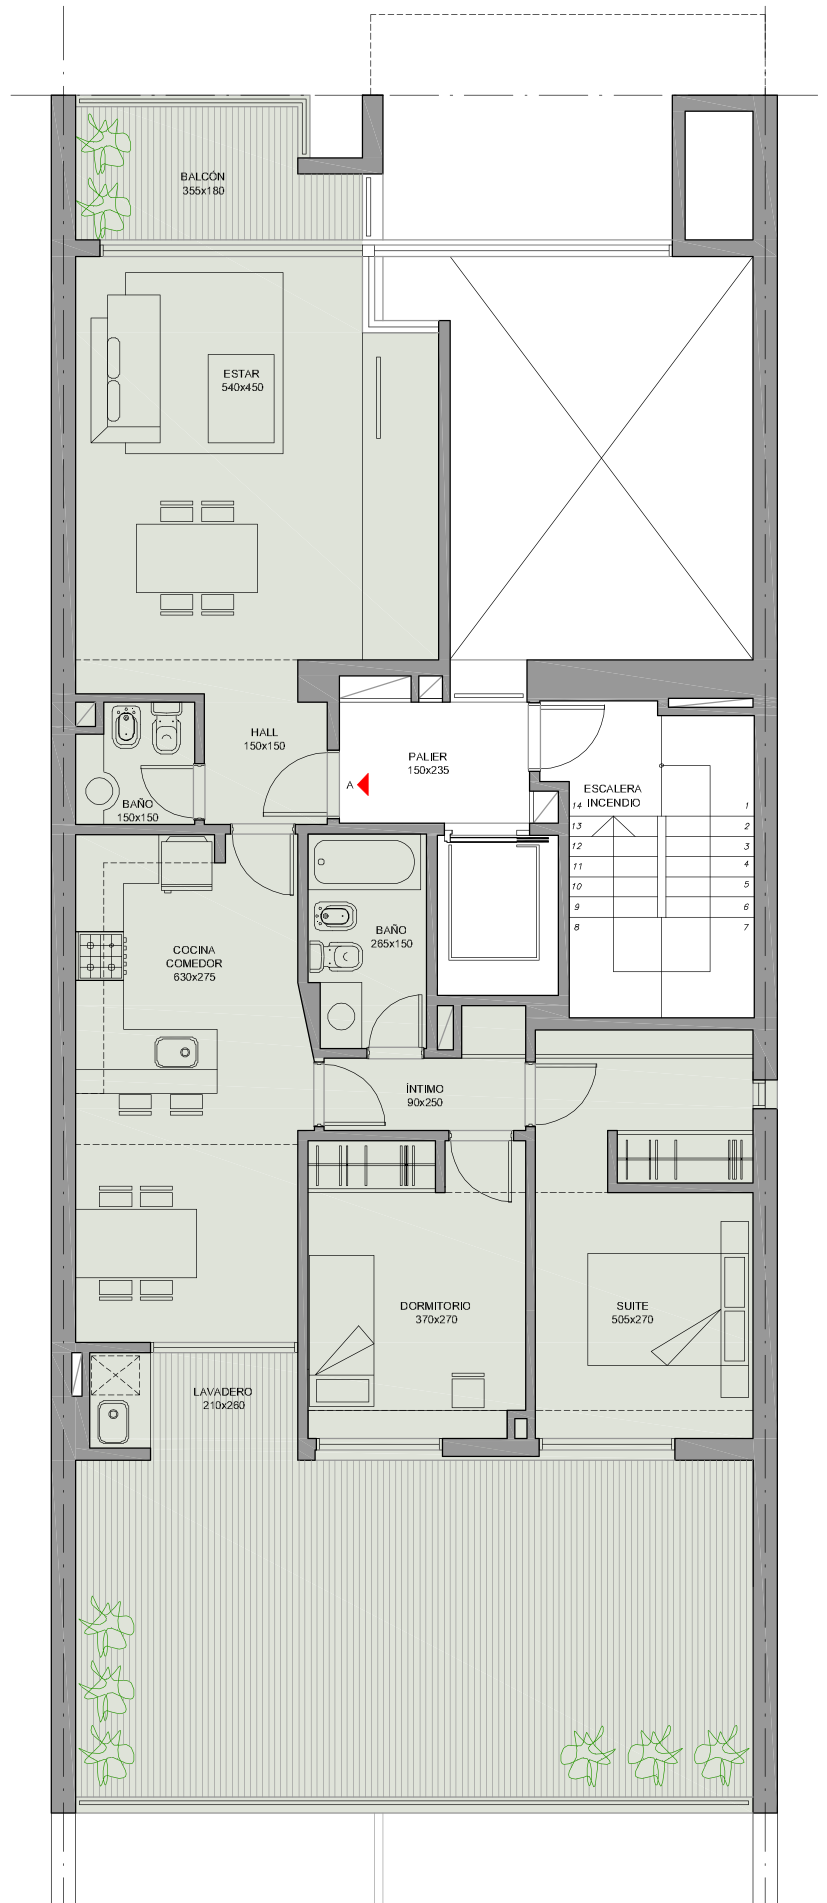 BALCÓN
355x180
ESTAR
540x450
HALL
150x150
PALIER
150x235
A
BAÑO
150x150
ESCALERA
INCENDIO
14
13
12
11
10
9
8
1
2
3
4
5
6
7
COCINA
COMEDOR
630x275
BAÑO
265x150
ÍNTIMO
90x250
DORMITORIO
370x270
SUITE
505x270
LAVADERO
210x260